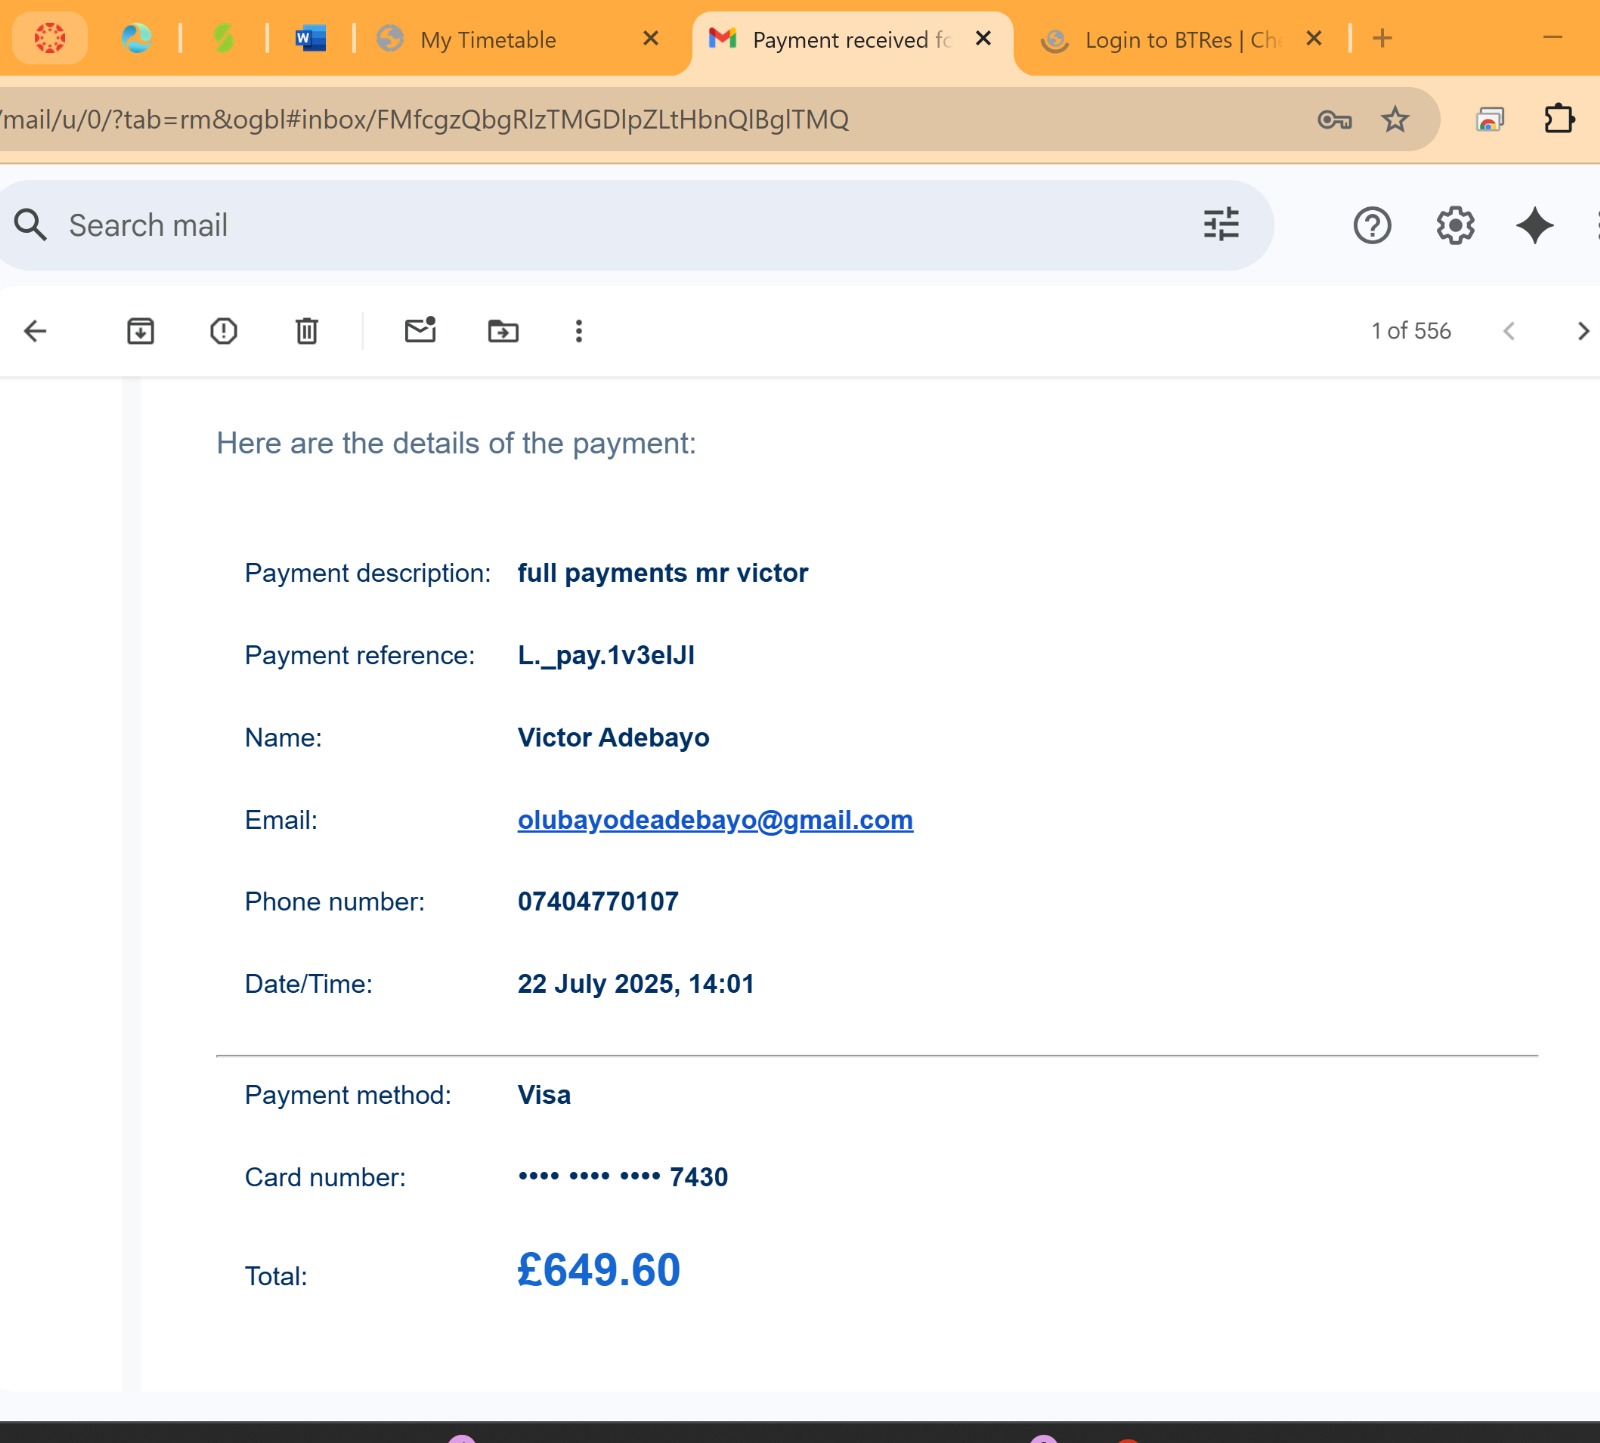 My Timetable
Payment received fo
Login to BTRes | Che
/mail/u/0/?tab=rm&ogbl#inbox/FMfcgzQbgRlzTMGDlpZLtHbnQlBglTMQ
Search mail
1 of 556
Here are the details of the payment:
Payment description: full payments mr victor
Payment reference: L._pay.1v3elJl
Name: Victor Adebayo
Email: olubayodeadebayo@gmail.com
Phone number: 07404770107
Date/Time: 22 July 2025, 14:01
Payment method: Visa
Card number: •••• •••• •••• 7430
Total: £649.60